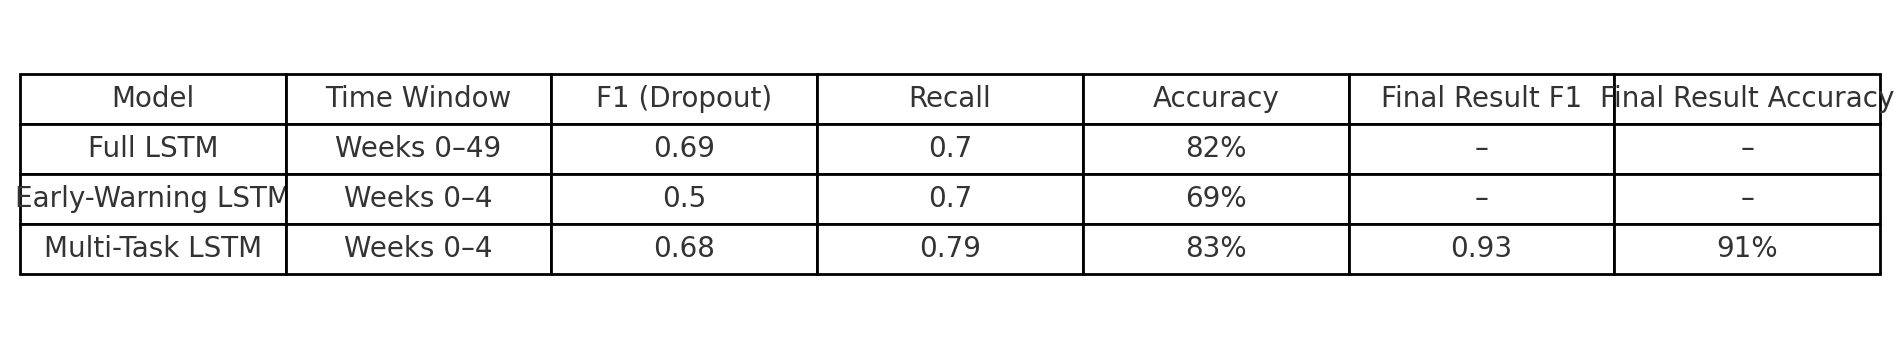 Model Time Window F1 (Dropout) Recall Accuracy Final Result F1 Final Result Accuracy
Full LSTM Weeks 0–49 0.69 0.7 82% – –
Early-Warning LSTM Weeks 0–4 0.5 0.7 69% – –
Multi-Task LSTM Weeks 0–4 0.68 0.79 83% 0.93 91%